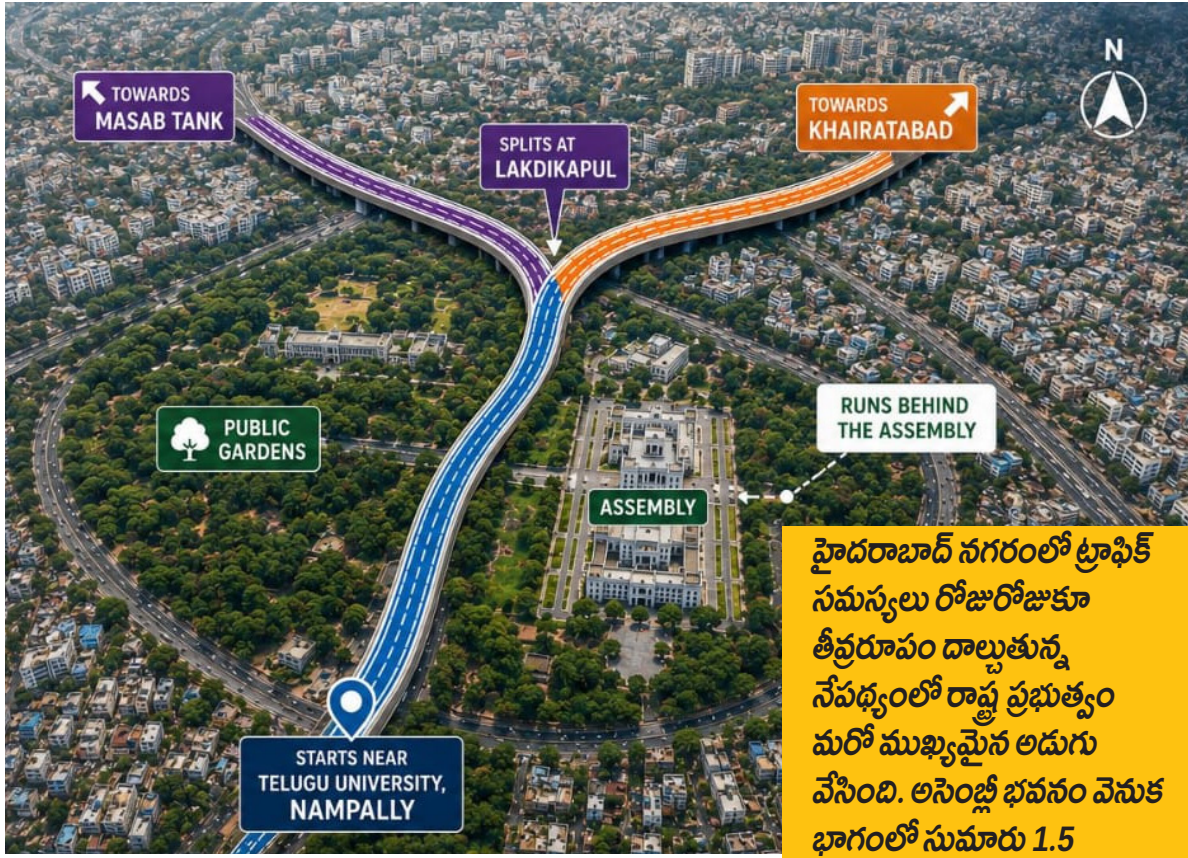 N
TOWARDS
MASAB TANK
TOWARDS
KHAIRATABAD
SPLITS AT
LAKDIKAPUL
RUNS BEHIND
THE ASSEMBLY
PUBLIC
GARDENS
ASSEMBLY
STARTS NEAR
TELUGU UNIVERSITY,
NAMPALLY
హైదరాబాద్ నగరంలో ట్రాఫిక్
సమస్యలు రోజురోజుకూ
తీవ్రరూపం దాల్చుతున్న
నేపథ్యంలో రాష్ట్ర ప్రభుత్వం
మరో ముఖ్యమైన అడుగు
వేసింది. అసెంబ్లీ భవనం వెనుక
భాగంలో సుమారు 1.5